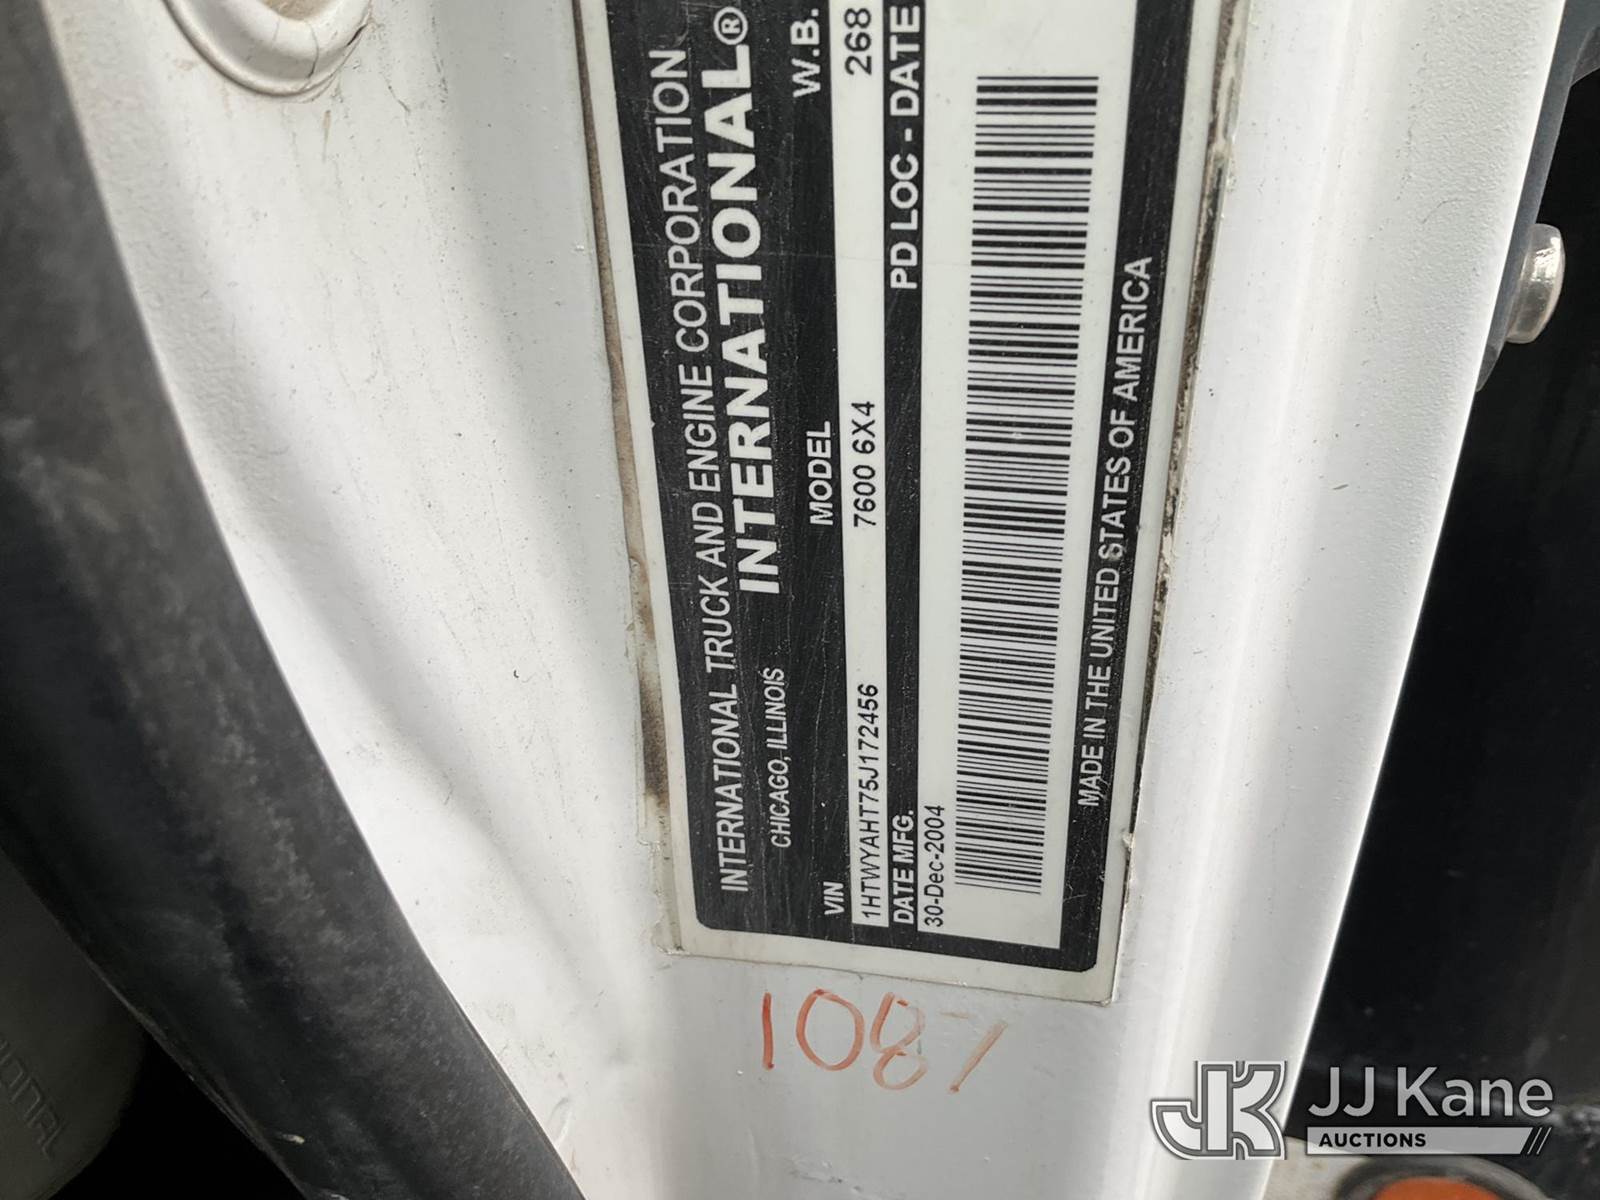 INTERNATIONAL TRUCK AND ENGINE CORPORATION
CHICAGO, ILLINOIS INTERNATIONAL®
VIN MODEL W.B.
1HTWYAHT75J172456 7600 6X4 268
DATE MFG. PD LOC - DATE
30-Dec-2004
MADE IN THE UNITED STATES OF AMERICA
1087
JK JJ Kane
AUCTIONS